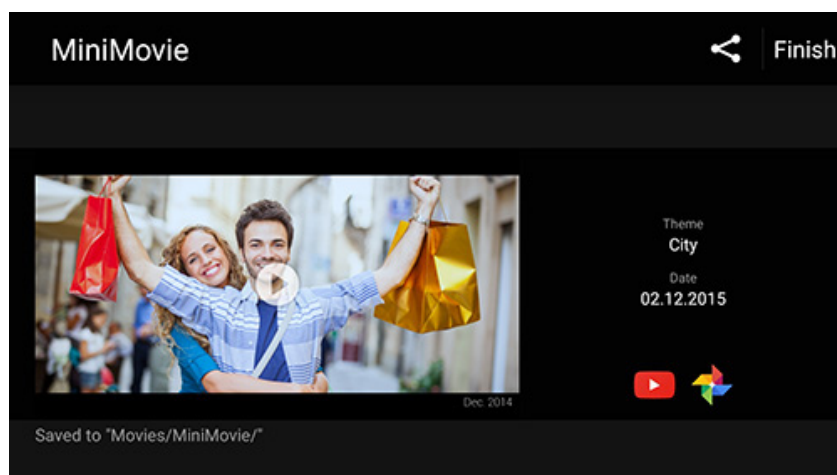 MiniMovie
Finish
Theme
City
Date
02.12.2015
Dec. 2014
Saved to "Movies/MiniMovie/"